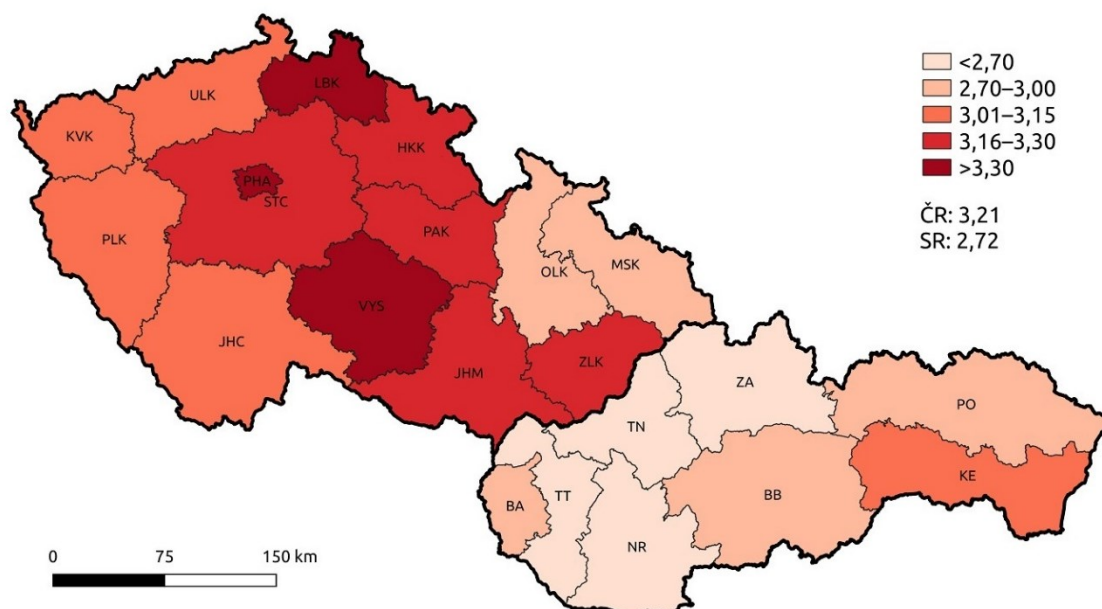 <2,70
2,70–3,00
3,01–3,15
3,16–3,30
>3,30
ČR: 3,21
SR: 2,72
LBK
ULK
KVK
HKK
PHA
STC
PAK
PLK
OLK
MSK
VYS
JHC
JHM
ZLK
ZA
PO
TN
KE
BA
TT
BB
NR
0 75 150 km